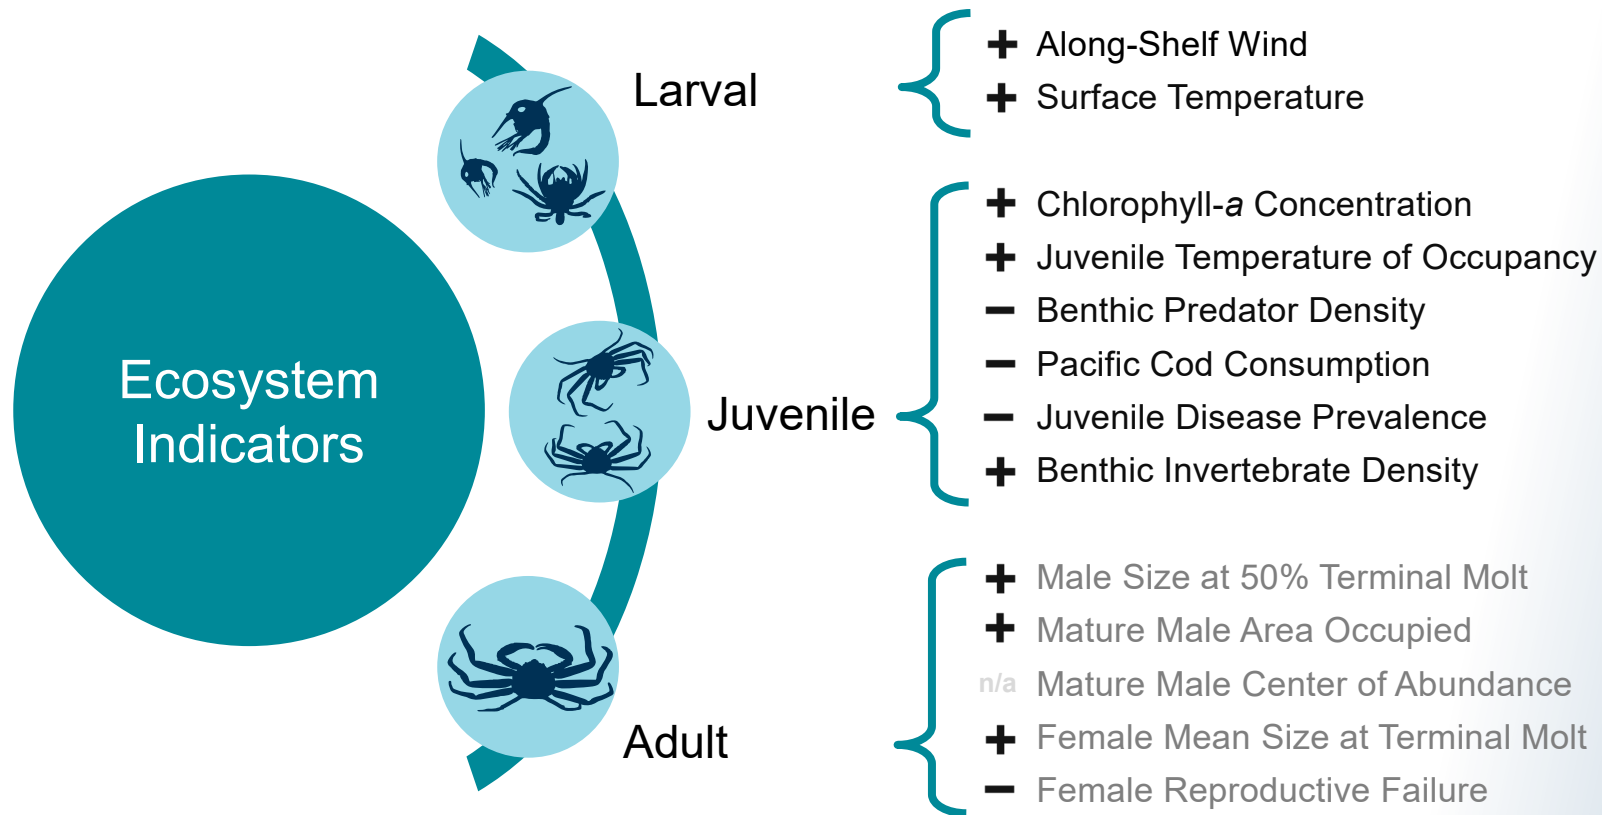 Ecosystem
Indicators
Larval
+ Along-Shelf Wind
+ Surface Temperature
Juvenile
+ Chlorophyll-a Concentration
+ Juvenile Temperature of Occupancy
− Benthic Predator Density
− Pacific Cod Consumption
− Juvenile Disease Prevalence
+ Benthic Invertebrate Density
Adult
+ Male Size at 50% Terminal Molt
+ Mature Male Area Occupied
n/a Mature Male Center of Abundance
+ Female Mean Size at Terminal Molt
− Female Reproductive Failure